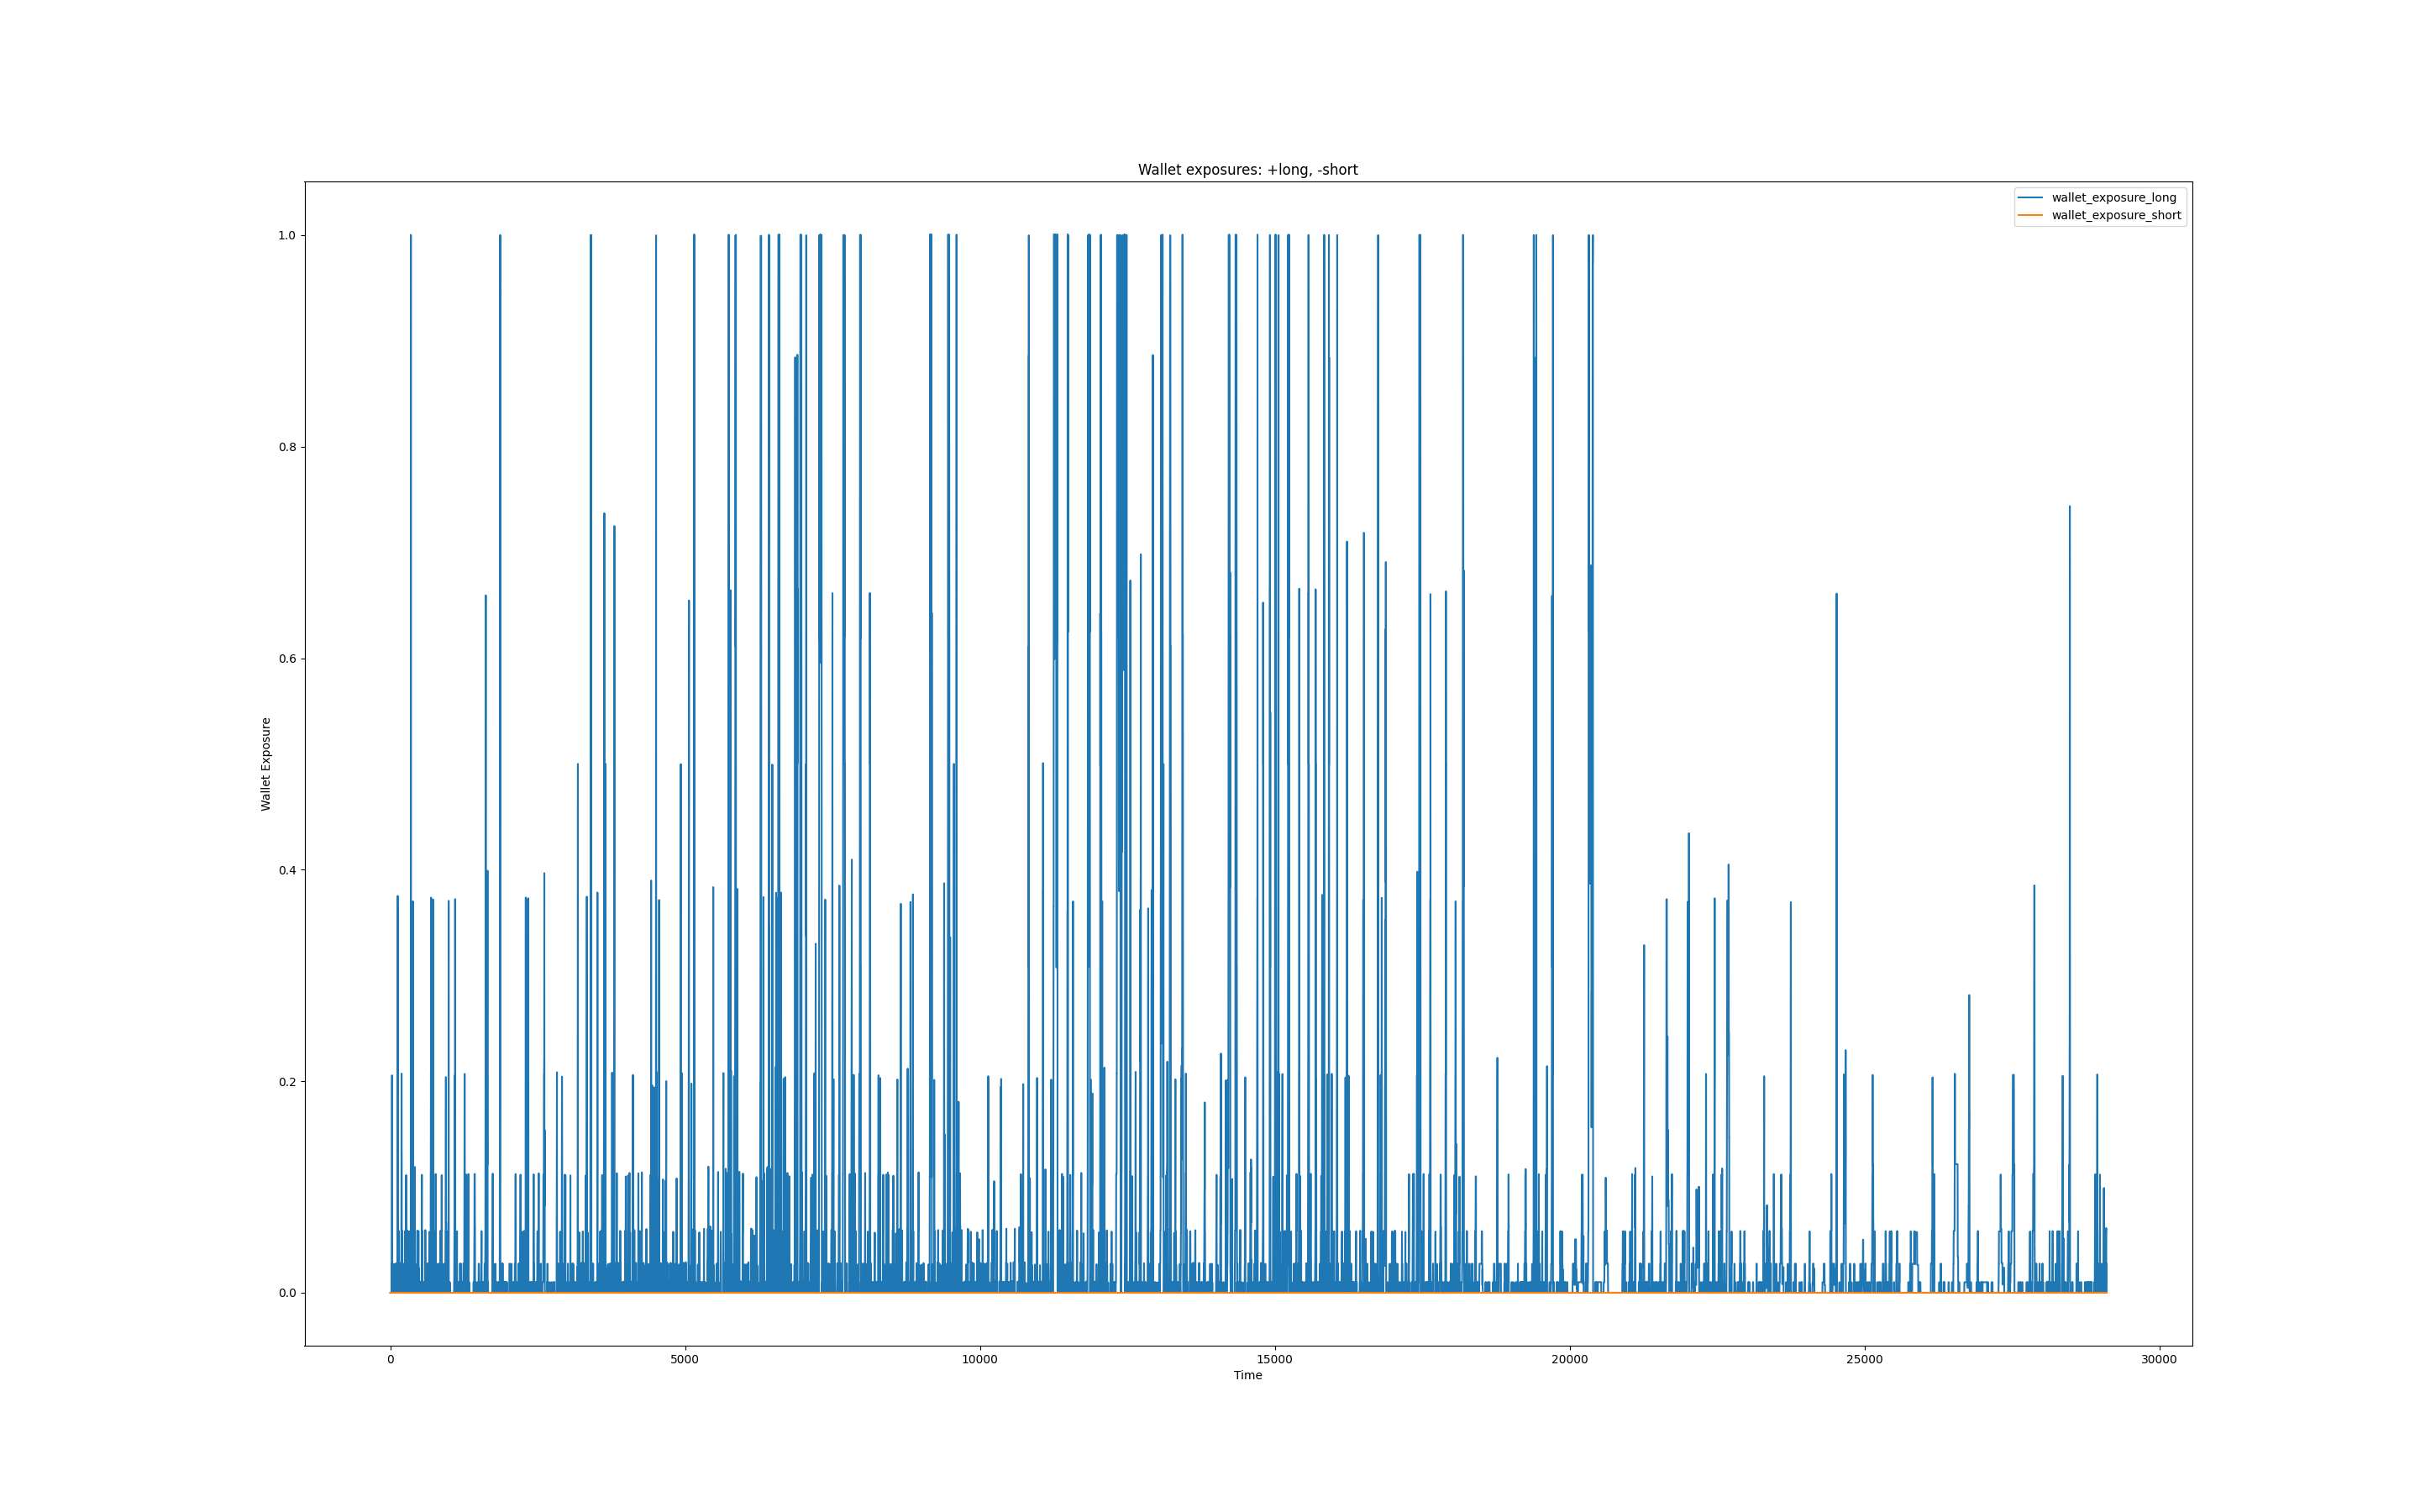 Wallet exposures: +long, -short
wallet_exposure_long
wallet_exposure_short
1.0
0.8
0.6
0.4
0.2
0.0
Wallet Exposure
0 5000 10000 15000 20000 25000 30000
Time